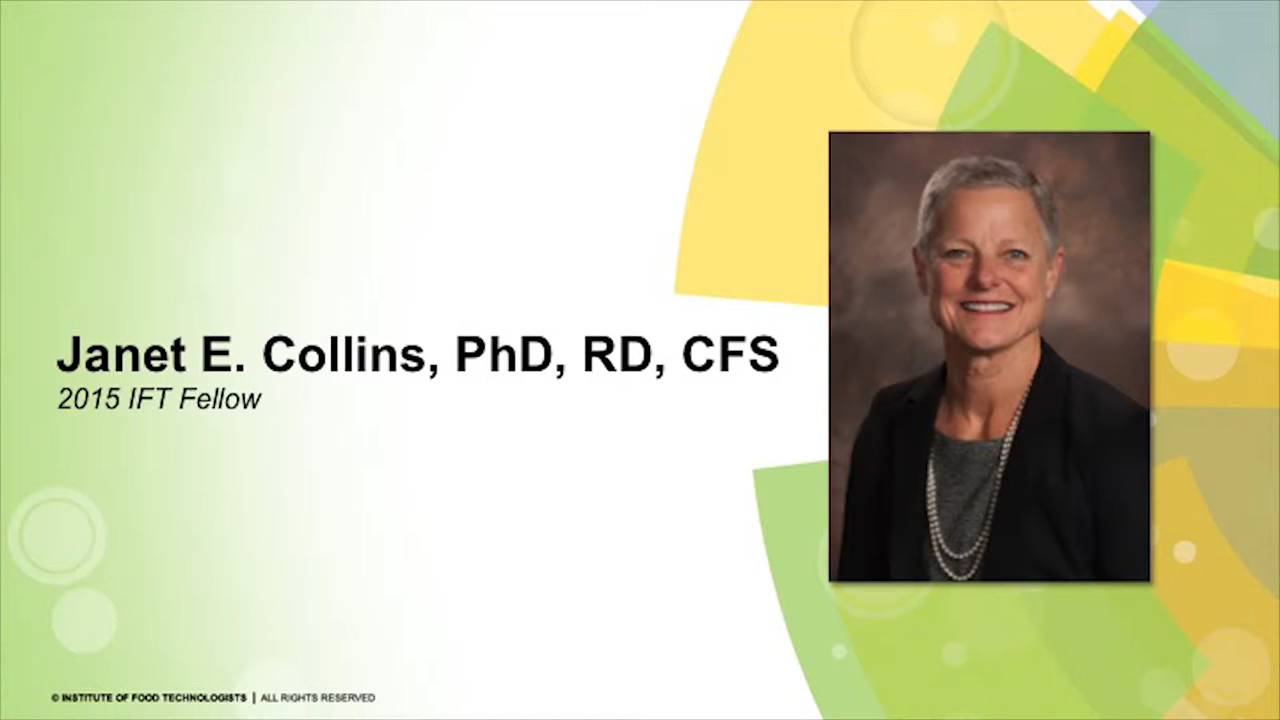 Janet E. Collins, PhD, RD, CFS
2015 IFT Fellow
© INSTITUTE OF FOOD TECHNOLOGISTS | ALL RIGHTS RESERVED